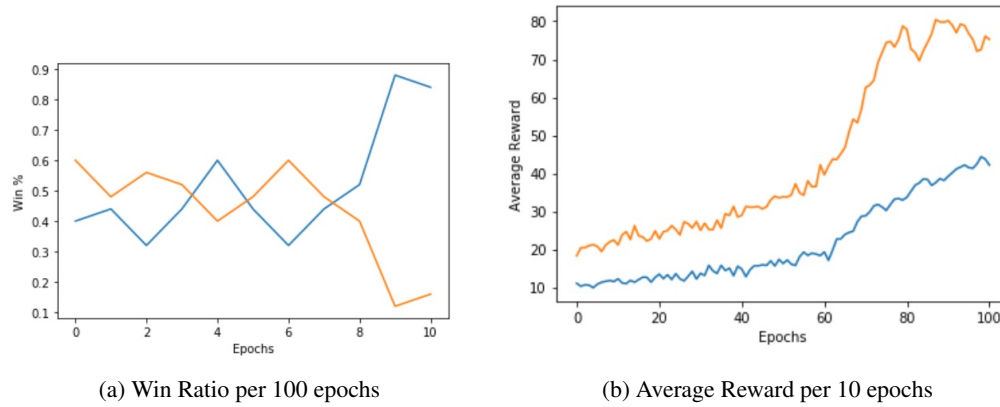 0.9
0.8
0.7
0.6
0.5
0.4
0.3
0.2
0.1
Win %
0 2 4 6 8 10
Epochs
(a) Win Ratio per 100 epochs
80
70
60
50
40
30
20
10
Average Reward
0 20 40 60 80 100
Epochs
(b) Average Reward per 10 epochs